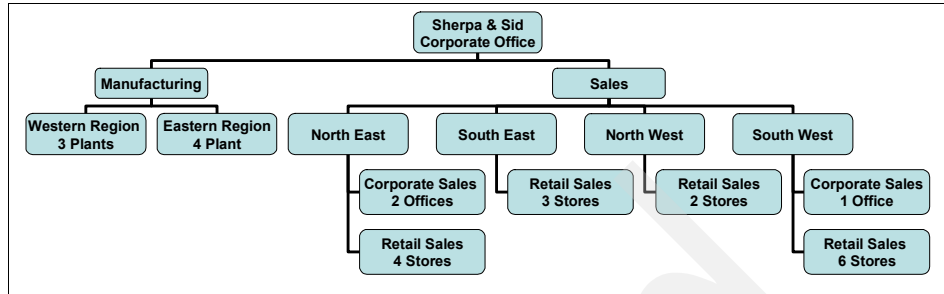 Sherpa & Sid
Corporate Office
Manufacturing
Sales
Western Region
3 Plants
Eastern Region
4 Plant
North East
South East
North West
South West
Corporate Sales
2 Offices
Retail Sales
3 Stores
Retail Sales
2 Stores
Corporate Sales
1 Office
Retail Sales
4 Stores
Retail Sales
6 Stores